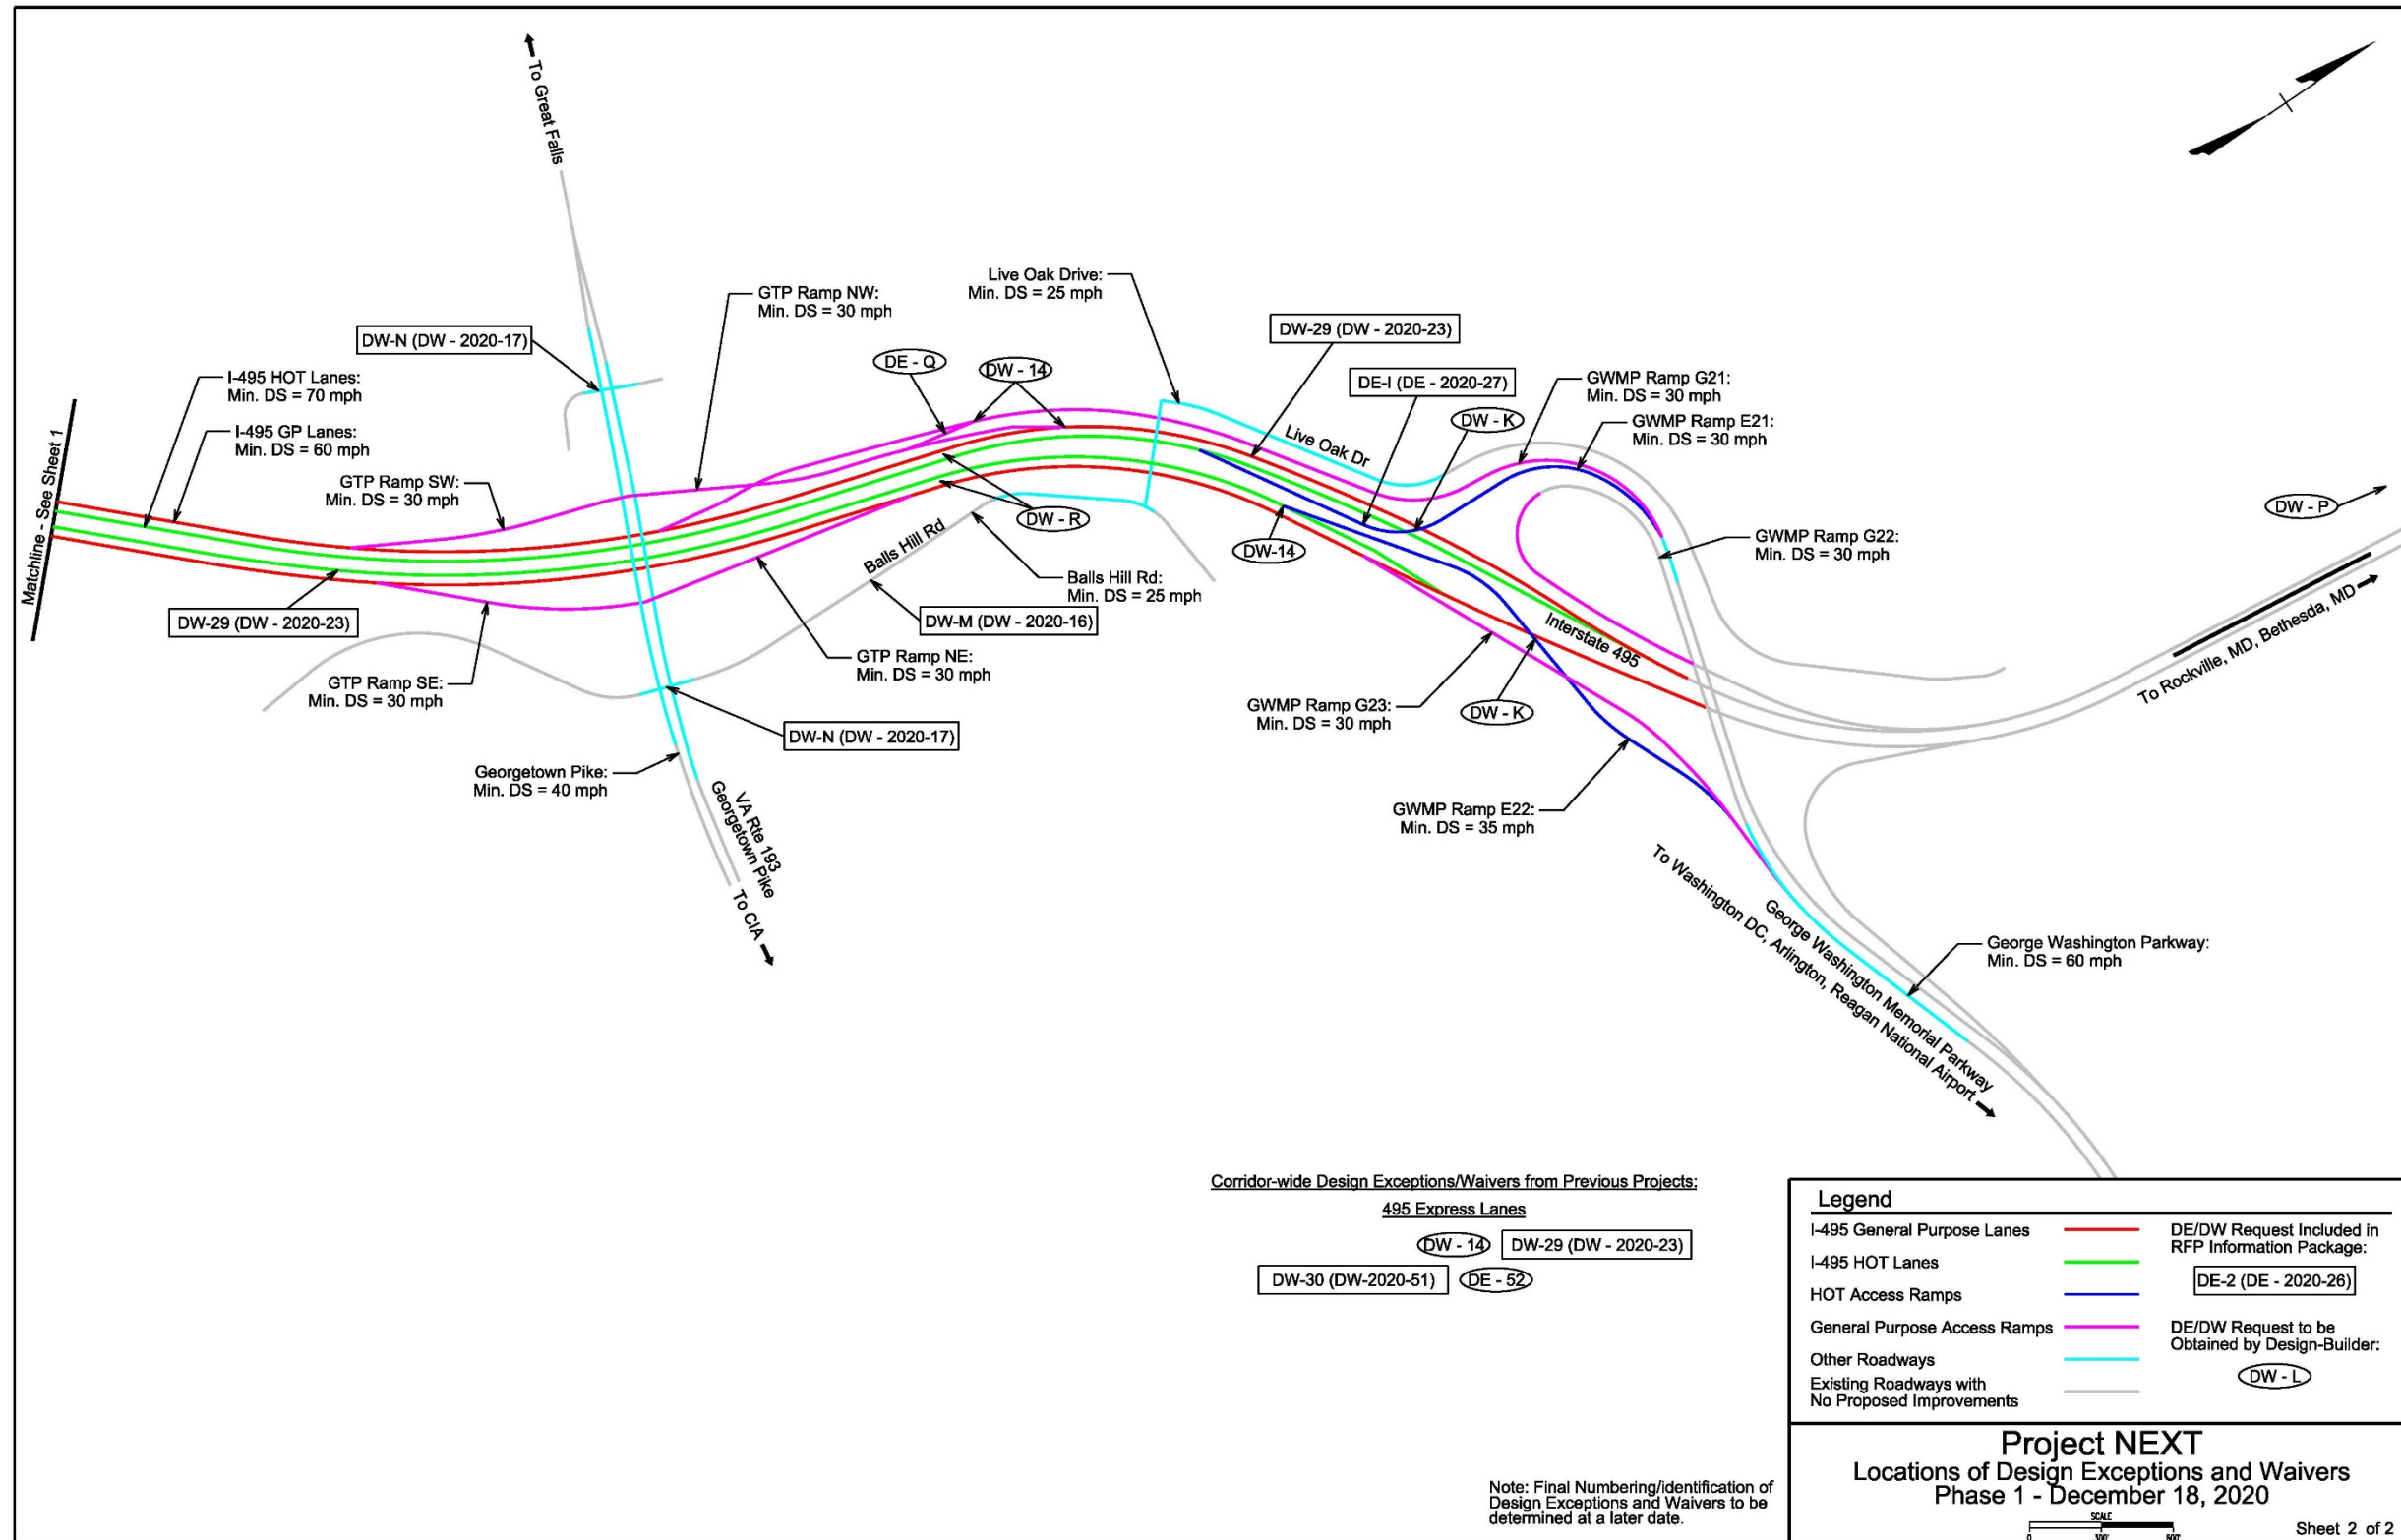 To Great Falls
Matchline - See Sheet 1
I-495 HOT Lanes:
Min. DS = 70 mph
I-495 GP Lanes:
Min. DS = 60 mph
DW-N (DW - 2020-17)
GTP Ramp SW:
Min. DS = 30 mph
GTP Ramp NW:
Min. DS = 30 mph
DE - Q
DW - 14
Live Oak Drive:
Min. DS = 25 mph
DW-29 (DW - 2020-23)
DE-I (DE - 2020-27)
DW - K
GWMP Ramp G21:
Min. DS = 30 mph
GWMP Ramp E21:
Min. DS = 30 mph
Live Oak Dr
DW - P
GWMP Ramp G22:
Min. DS = 30 mph
DW - R
DW-14
DW-29 (DW - 2020-23)
Balls Hill Rd
Balls Hill Rd:
Min. DS = 25 mph
DW-M (DW - 2020-16)
GTP Ramp NE:
Min. DS = 30 mph
GTP Ramp SE:
Min. DS = 30 mph
DW-N (DW - 2020-17)
Interstate 495
GWMP Ramp G23:
Min. DS = 30 mph
DW - K
To Rockville, MD, Bethesda, MD
Georgetown Pike:
Min. DS = 40 mph
VA Rte 193
Georgetown Pike
To CIA
GWMP Ramp E22:
Min. DS = 35 mph
George Washington Memorial Parkway
To Washington DC, Arlington, Reagan National Airport
George Washington Parkway:
Min. DS = 60 mph
Corridor-wide Design Exceptions/Waivers from Previous Projects:
495 Express Lanes
DW - 14
DW-29 (DW - 2020-23)
DW-30 (DW-2020-51)
DE - 52
Legend
I-495 General Purpose Lanes
I-495 HOT Lanes
HOT Access Ramps
General Purpose Access Ramps
Other Roadways
Existing Roadways with
No Proposed Improvements
DE/DW Request Included in
RFP Information Package:
DE-2 (DE - 2020-26)
DE/DW Request to be
Obtained by Design-Builder:
DW - L
Note: Final Numbering/identification of
Design Exceptions and Waivers to be
determined at a later date.
Project NEXT
Locations of Design Exceptions and Waivers
Phase 1 - December 18, 2020
SCALE
0 300' 600'
Sheet 2 of 2